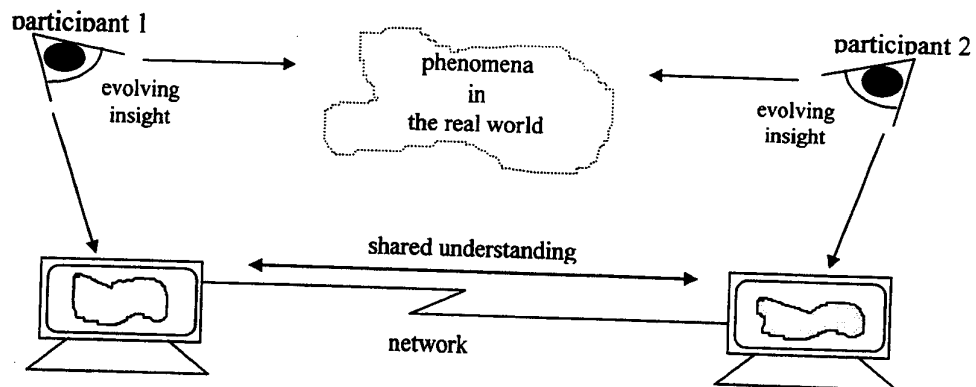 participant 1
participant 2
phenomena
in
the real world
evolving
insight
evolving
insight
shared understanding
network